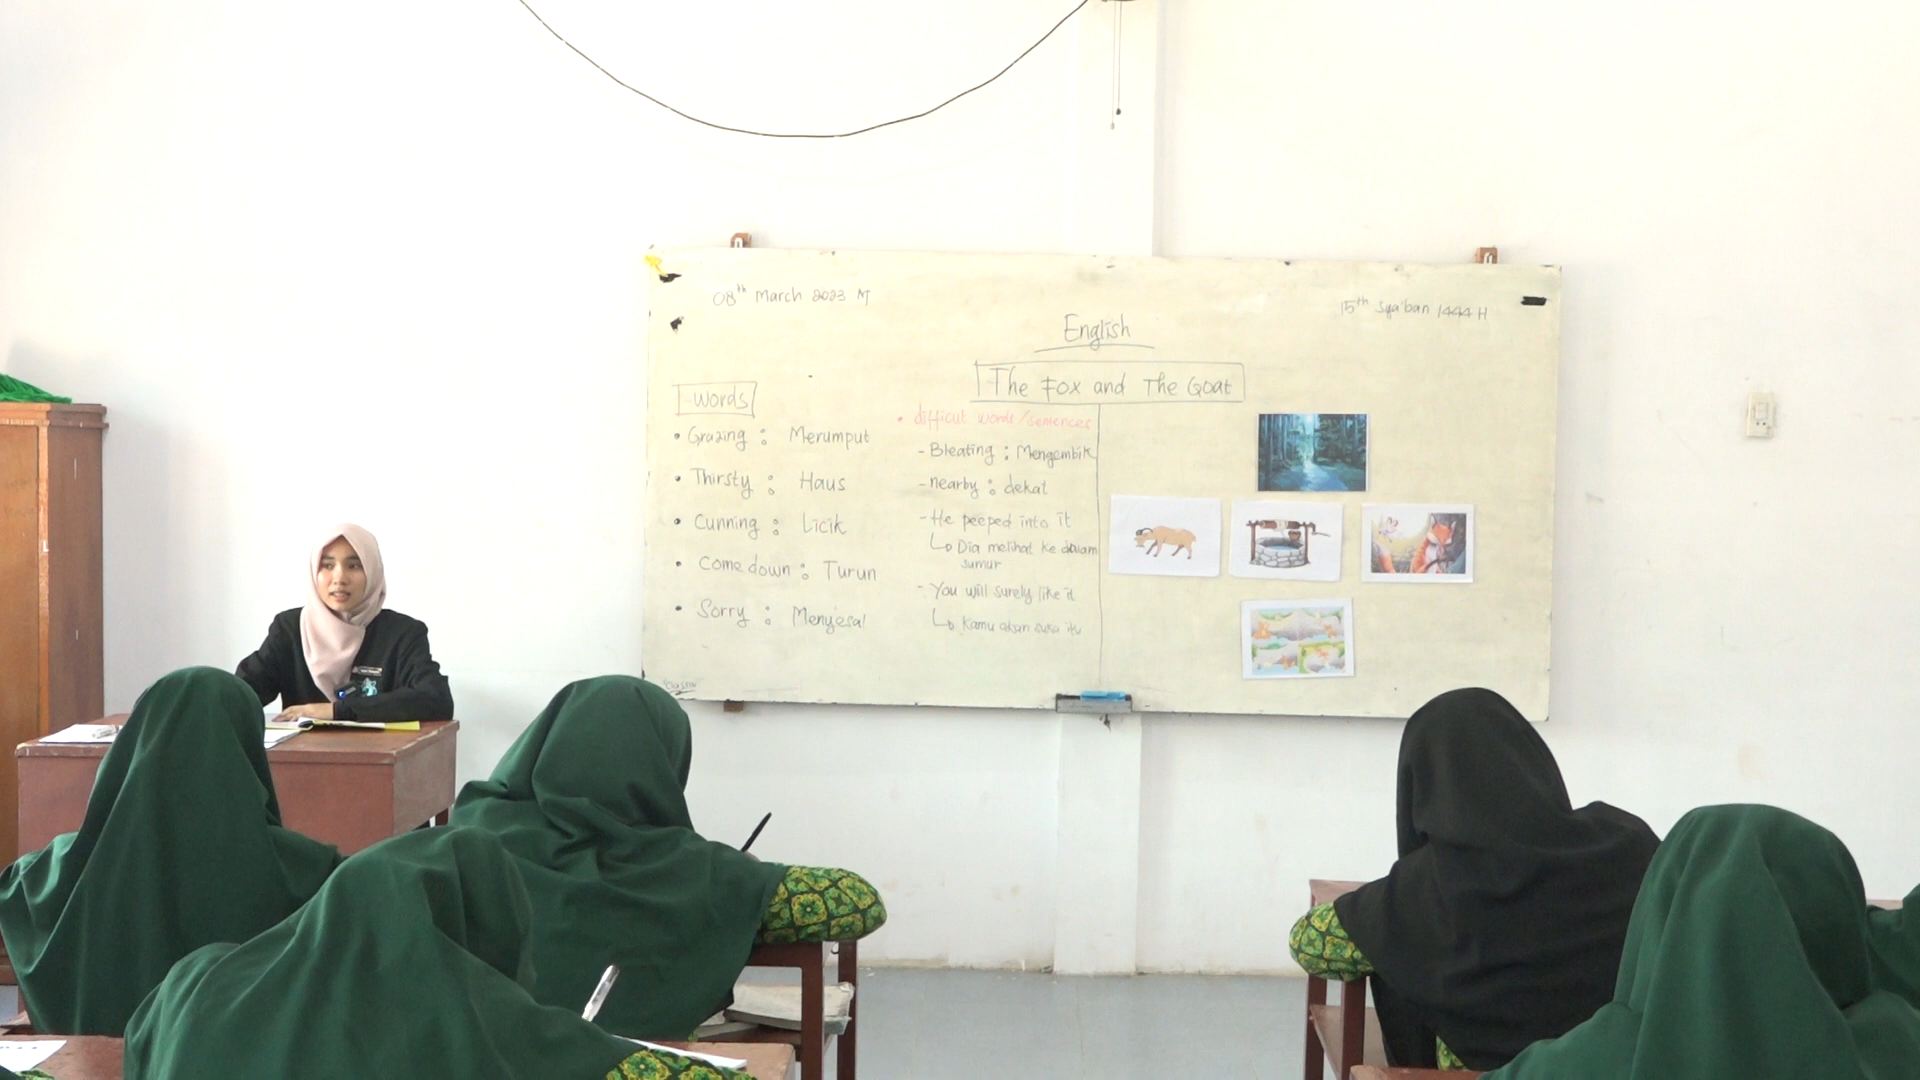 08th March 2023 M
15th Sya'ban 1444 H
English
The Fox and The Goat
Words
• Grazing : Merumput
• Thirsty : Haus
• Cunning : Licik
• Come down : Turun
• Sorry : Menyesal
• difficut words/sentences
- Bleating : Mengembik
- nearby : dekat
- He peeped into it
↳ Dia melihat ke dalam
sumur
- You will surely like it
↳ Kamu akan suka itu